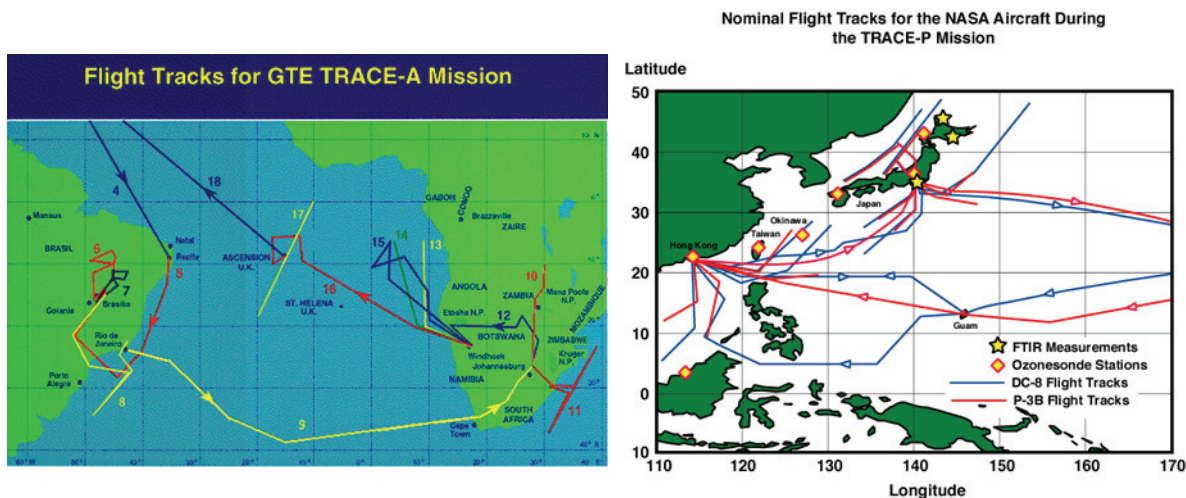 Flight Tracks for GTE TRACE-A Mission
10 N
4
18
17
GABON
CONGO
Brazzaville
ZAIRE
Manaus
BRASIL
6
Natal
Recife
5
7
Goiania
Brasilia
ASCENSION
U.K.
15
14
13
ANGOLA
10
ZAMBIA
Mana Poola
N.P.
MOZAMBIQUE
16
ST. HELENA
U.K.
Etosha N.P.
12
BOTSWANA
ZIMBABWE
Rio de
Janeiro
Windhoek
Johannesburg
Kruger
N.P.
Porto
Alegre
NAMIBIA
8
9
11
SOUTH
AFRICA
Cape
Town
Nominal Flight Tracks for the NASA Aircraft During
the TRACE-P Mission
Latitude
50
40
30
20
10
0
10
Japan
Okinawa
Taiwan
Hong Kong
Guam
FTIR Measurements
Ozonesonde Stations
DC-8 Flight Tracks
P-3B Flight Tracks
110 120 130 140 150 160 170
Longitude